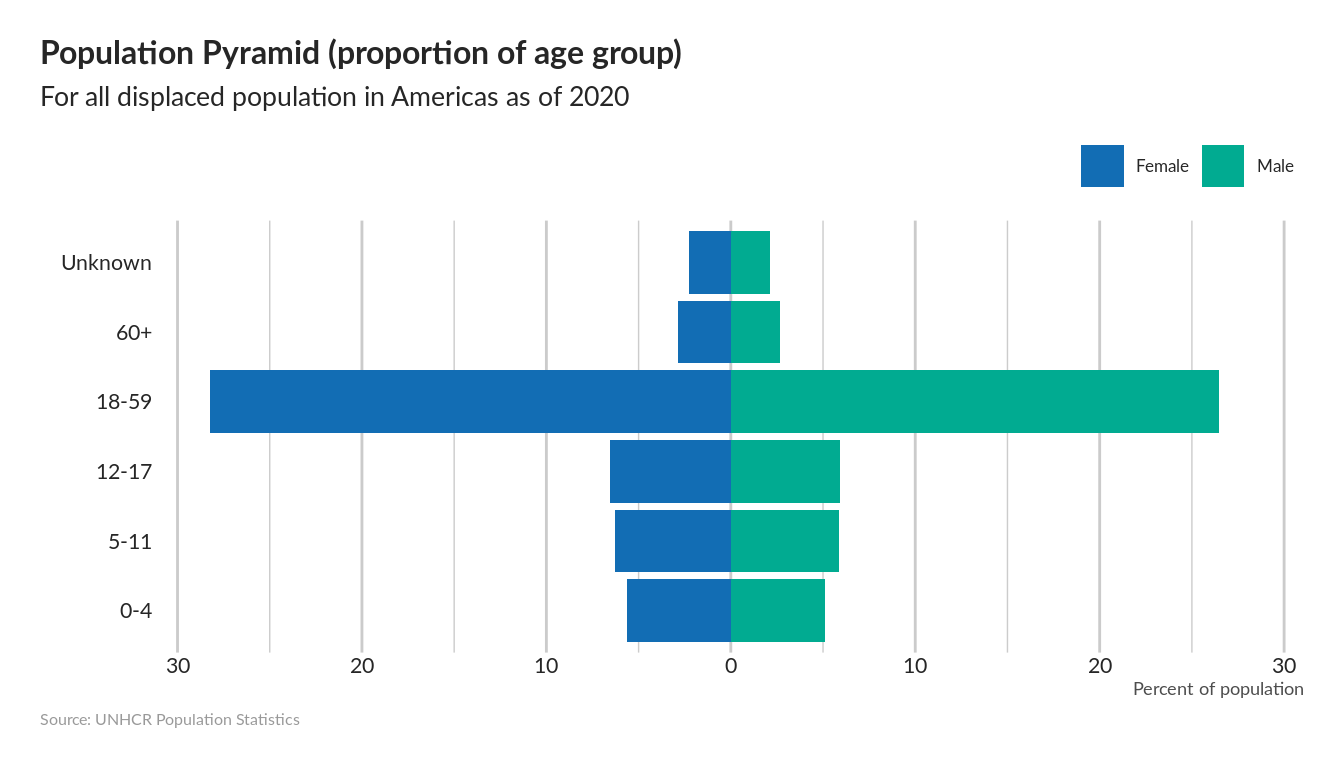 Population Pyramid (proportion of age group)
For all displaced population in Americas as of 2020
Female Male
Unknown
60+
18-59
12-17
5-11
0-4
30 20 10 0 10 20 30
Percent of population
Source: UNHCR Population Statistics